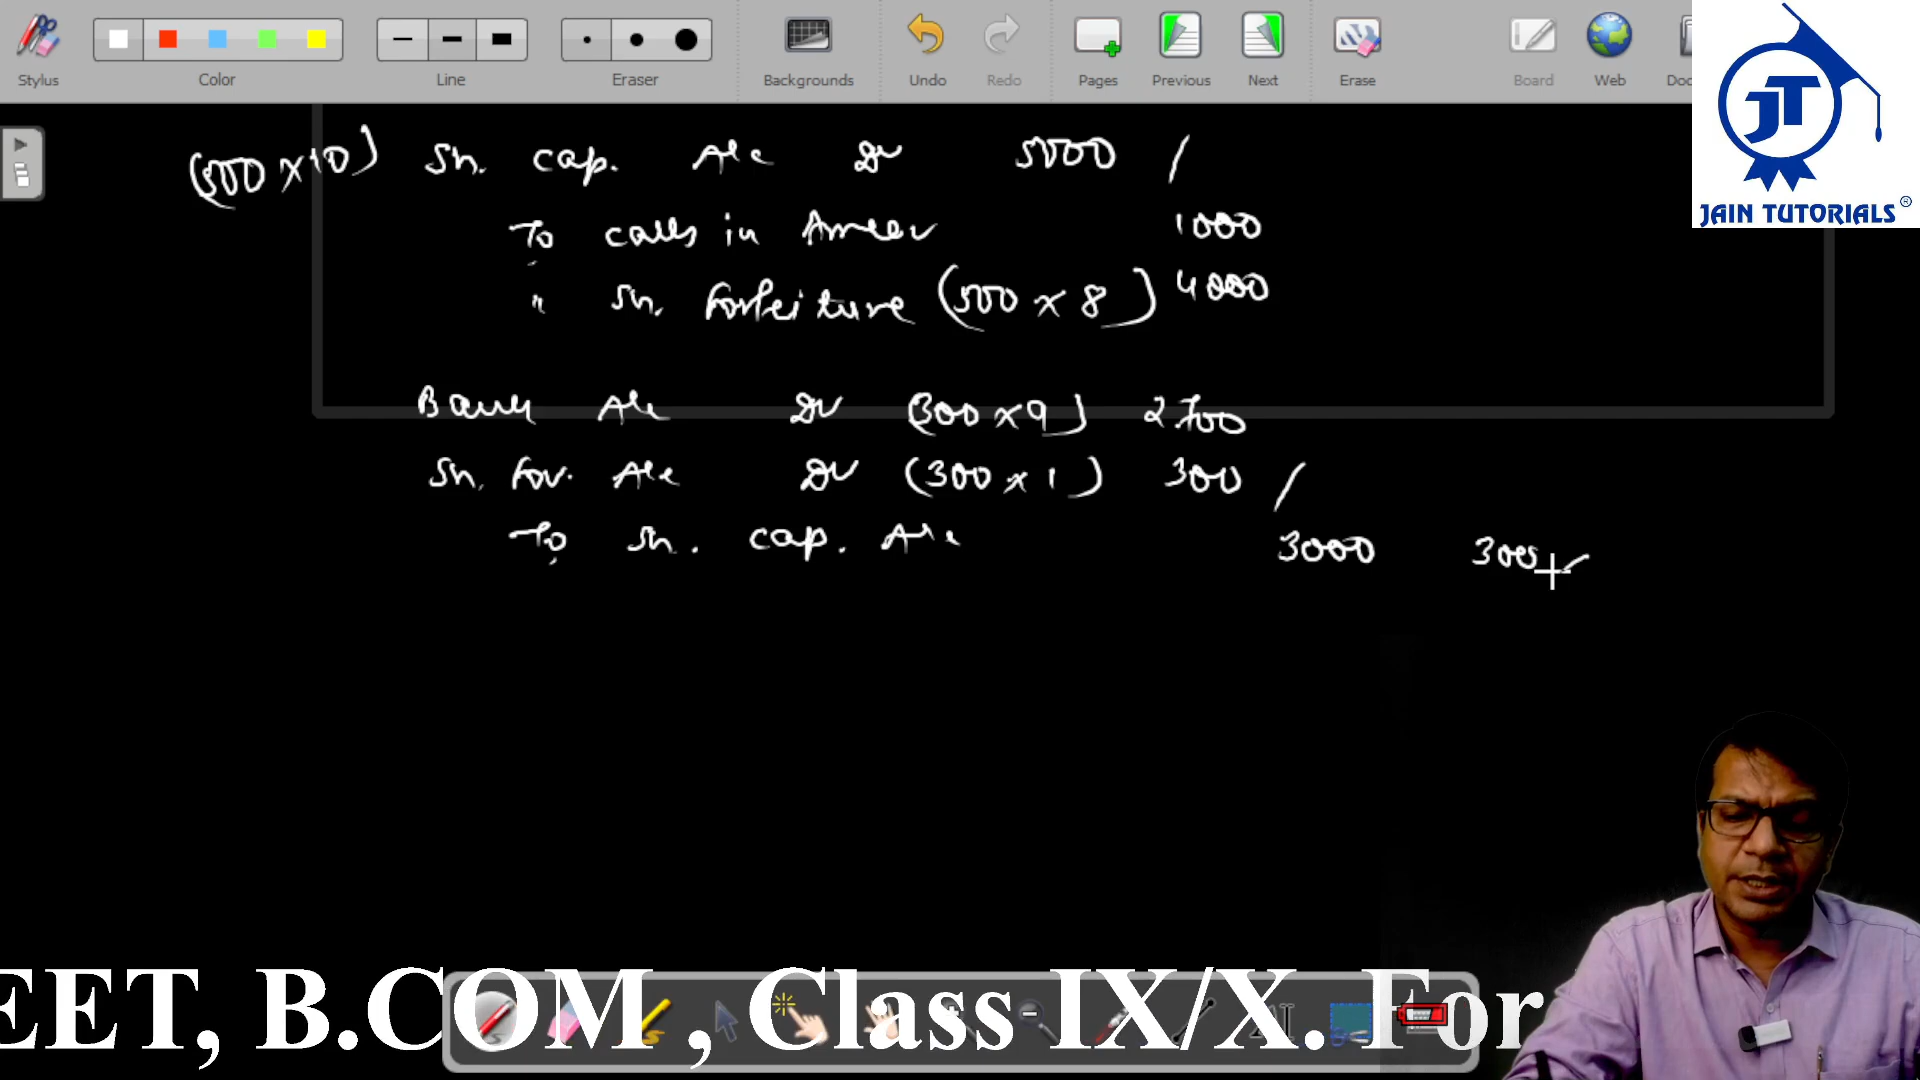 Stylus Color Line Eraser Backgrounds Undo Redo Pages Previous Next Erase Board Web
JT
JAIN TUTORIALS®
(500 x 10) Sh. cap. A/c Dr 5000 /
To calls in Arrear 1000
" Sh. Forfeiture (500 x 8) 4000
Bank A/c Dr (300 x 9) 2700
Sh. For. A/c Dr (300 x 1) 300 /
To Sh. cap. A/c 3000 300
EET, B.COM , Class IX/X. For